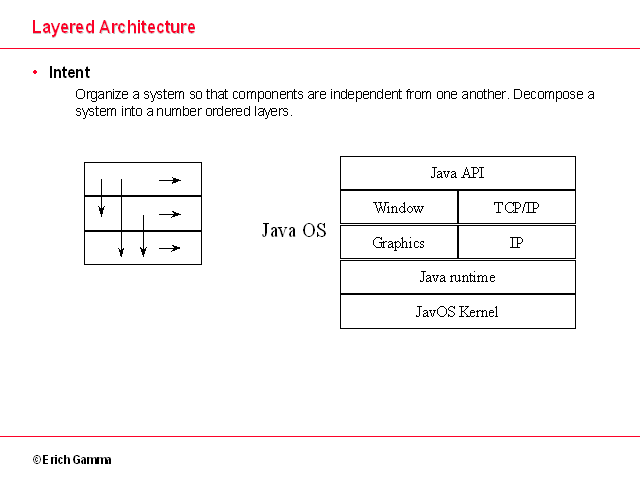 Layered Architecture
• Intent
Organize a system so that components are independent from one another. Decompose a
system into a number ordered layers.
Java OS
Java API
Window
TCP/IP
Graphics
IP
Java runtime
JavOS Kernel
© Erich Gamma